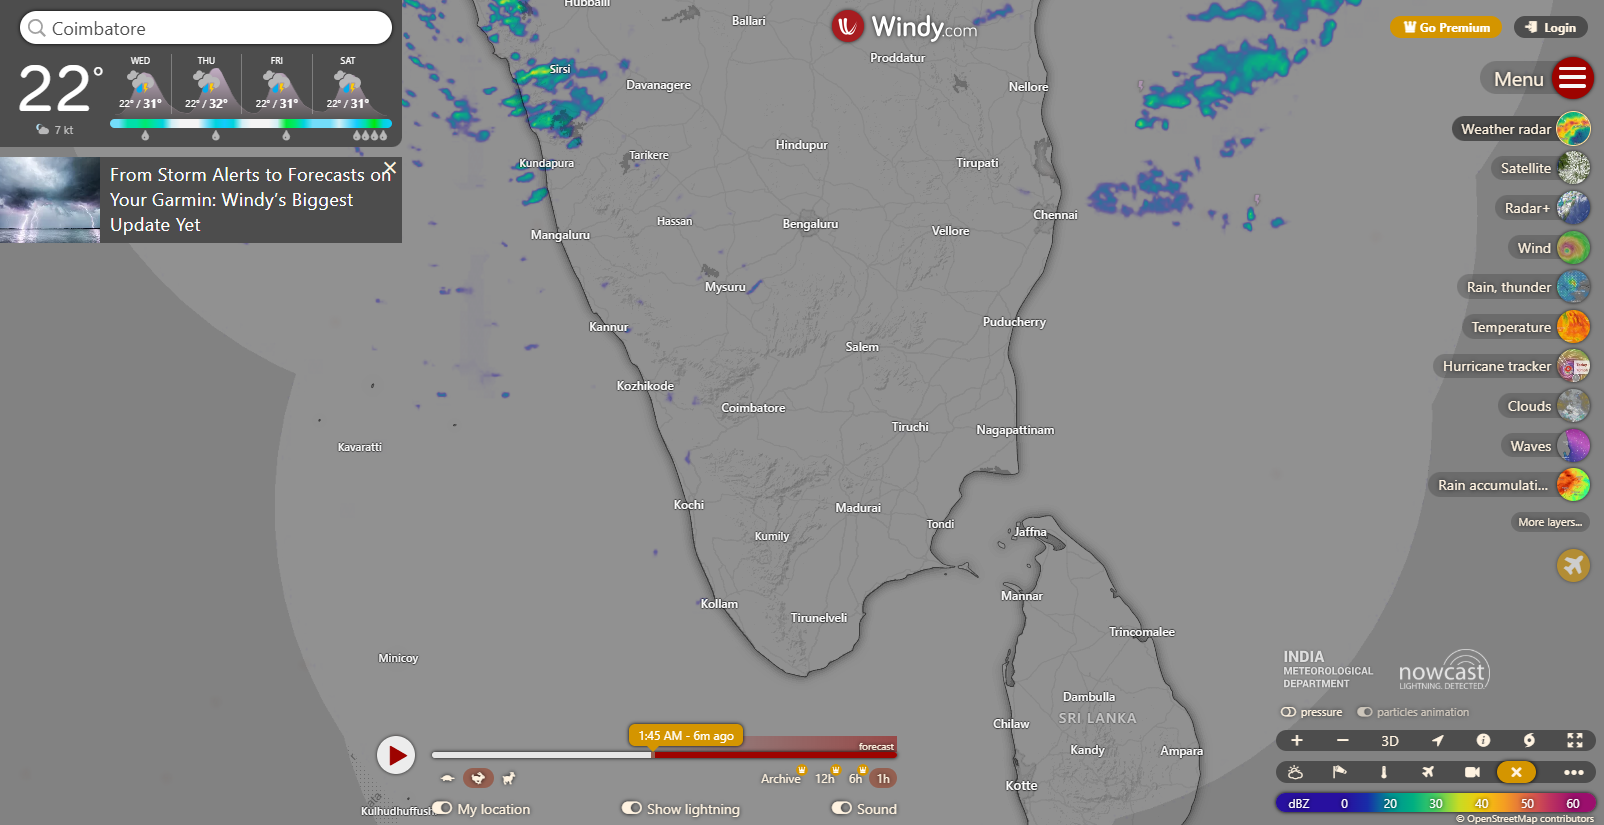 Coimbatore
22°
7 kt
WED THU FRI SAT
22° / 31° 22° / 32° 22° / 31° 22° / 31°
From Storm Alerts to Forecasts on
Your Garmin: Windy’s Biggest
Update Yet
Windy.com
Go Premium
Login
Menu
Weather radar
Satellite
Radar+
Wind
Rain, thunder
Temperature
Hurricane tracker
Clouds
Waves
Rain accumulati...
More layers...
Hubballi
Ballari
Proddatur
Sirsi
Davanagere
Nellore
Hindupur
Kundapura
Tarikere
Tirupati
Chennai
Hassan
Bengaluru
Vellore
Mangaluru
Mysuru
Puducherry
Kannur
Salem
Kozhikode
Coimbatore
Tiruchi
Nagapattinam
Kavaratti
Kochi
Madurai
Tondi
Jaffna
Kumily
Mannar
Kollam
Tirunelveli
Trincomalee
Minicoy
Dambulla
SRI LANKA
Chilaw
Kandy
Ampara
Kotte
Kulhudhuffush
1:45 AM - 6m ago
forecast
Archive 12h 6h 1h
My location
Show lightning
Sound
INDIA
METEOROLOGICAL
DEPARTMENT
nowcast
LIGHTNING. DETECTED.
pressure
particles animation
3D
dBZ 0 20 30 40 50 60
© OpenStreetMap contributors